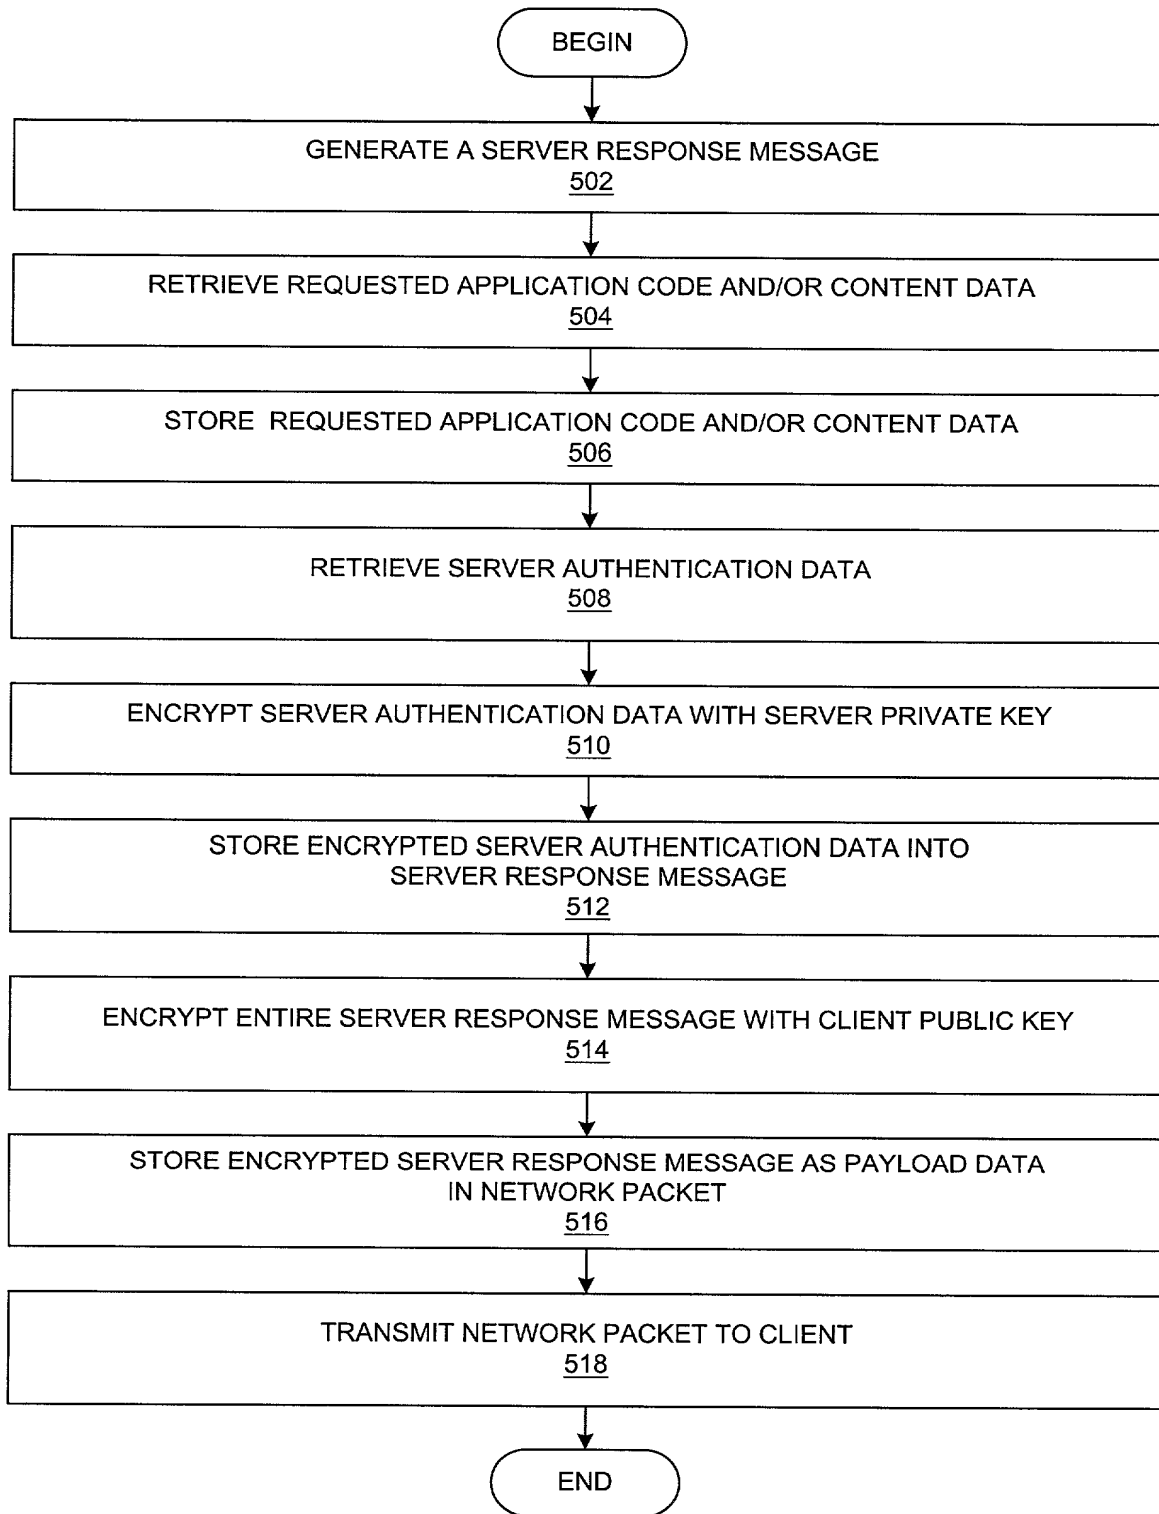 BEGIN
GENERATE A SERVER RESPONSE MESSAGE
502
RETRIEVE REQUESTED APPLICATION CODE AND/OR CONTENT DATA
504
STORE REQUESTED APPLICATION CODE AND/OR CONTENT DATA
506
RETRIEVE SERVER AUTHENTICATION DATA
508
ENCRYPT SERVER AUTHENTICATION DATA WITH SERVER PRIVATE KEY
510
STORE ENCRYPTED SERVER AUTHENTICATION DATA INTO
SERVER RESPONSE MESSAGE
512
ENCRYPT ENTIRE SERVER RESPONSE MESSAGE WITH CLIENT PUBLIC KEY
514
STORE ENCRYPTED SERVER RESPONSE MESSAGE AS PAYLOAD DATA
IN NETWORK PACKET
516
TRANSMIT NETWORK PACKET TO CLIENT
518
END